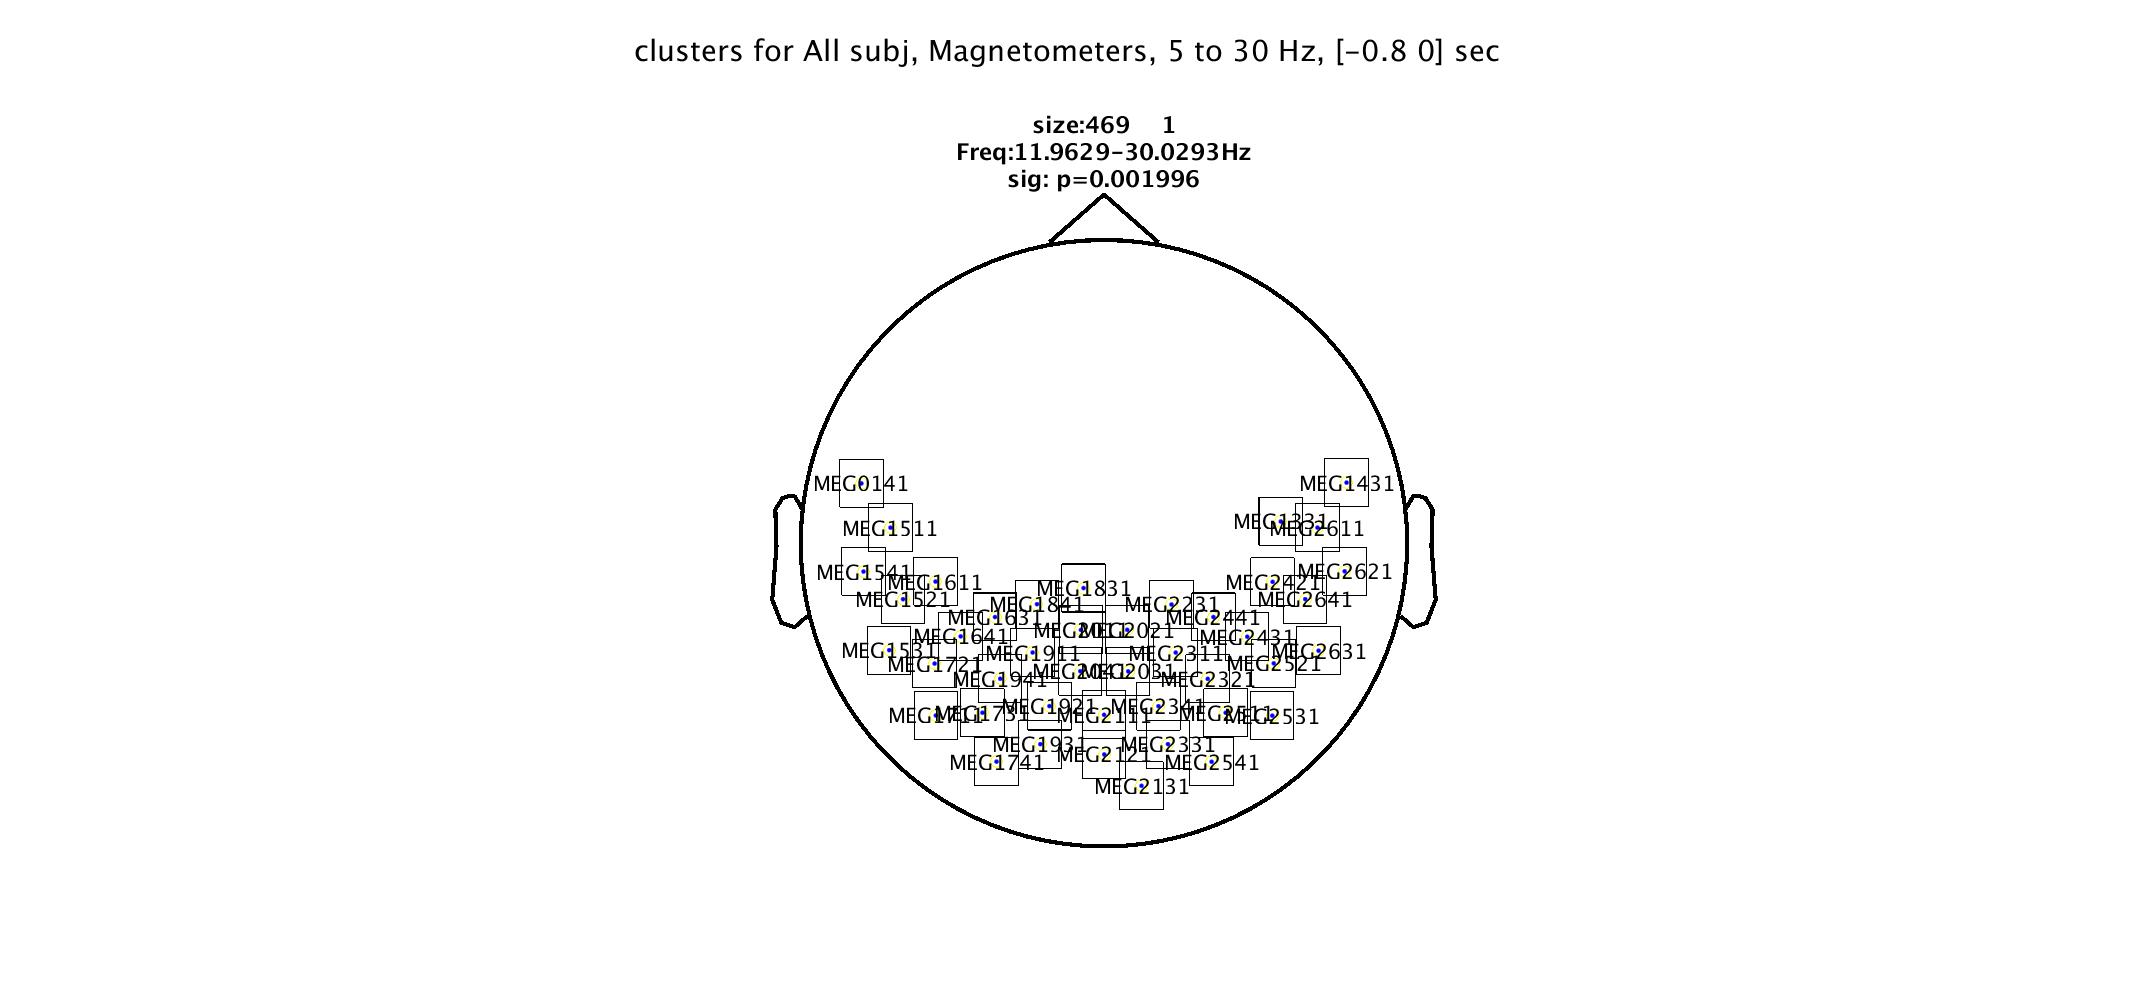 clusters for All subj, Magnetometers, 5 to 30 Hz, [−0.8 0] sec
size:469 1
Freq:11.9629−30.0293Hz
sig: p=0.001996
MEG0141
MEG1431
MEG1511
MEG1331
MEG2611
MEG1541
MEG2621
MEG1611
MEG2421
MEG1831
MEG1521
MEG2641
MEG1841
MEG2231
MEG1631
MEG2441
MEG2011
MEG2021
MEG1641
MEG2431
MEG1531
MEG1911
MEG2311
MEG2631
MEG1721
MEG2521
MEG2041
MEG2031
MEG1941
MEG2321
MEG1921
MEG2341
MEG1711
MEG1731
MEG2111
MEG2511
MEG2531
MEG1931
MEG2331
MEG2121
MEG1741
MEG2541
MEG2131